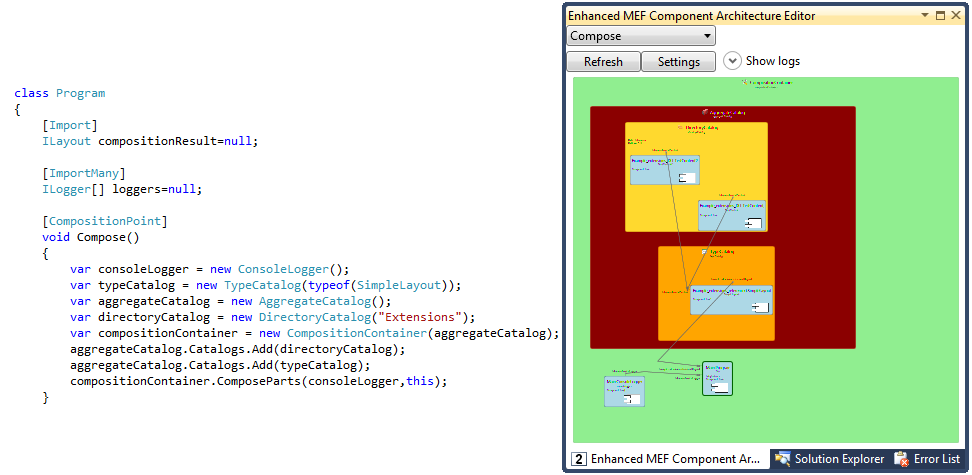 class Program
{
[Import]
ILayout compositionResult=null;
[ImportMany]
ILogger[] loggers=null;
[CompositionPoint]
void Compose()
{
var consoleLogger = new ConsoleLogger();
var typeCatalog = new TypeCatalog(typeof(SimpleLayout));
var aggregateCatalog = new AggregateCatalog();
var directoryCatalog = new DirectoryCatalog("Extensions");
var compositionContainer = new CompositionContainer(aggregateCatalog);
aggregateCatalog.Catalogs.Add(directoryCatalog);
aggregateCatalog.Catalogs.Add(typeCatalog);
compositionContainer.ComposeParts(consoleLogger,this);
}
Enhanced MEF Component Architecture Editor
Compose
Refresh
Settings
Show logs
AggregateCatalog
DirectoryCatalog
TypeCatalog
2 Enhanced MEF Component Ar...
Solution Explorer
Error List